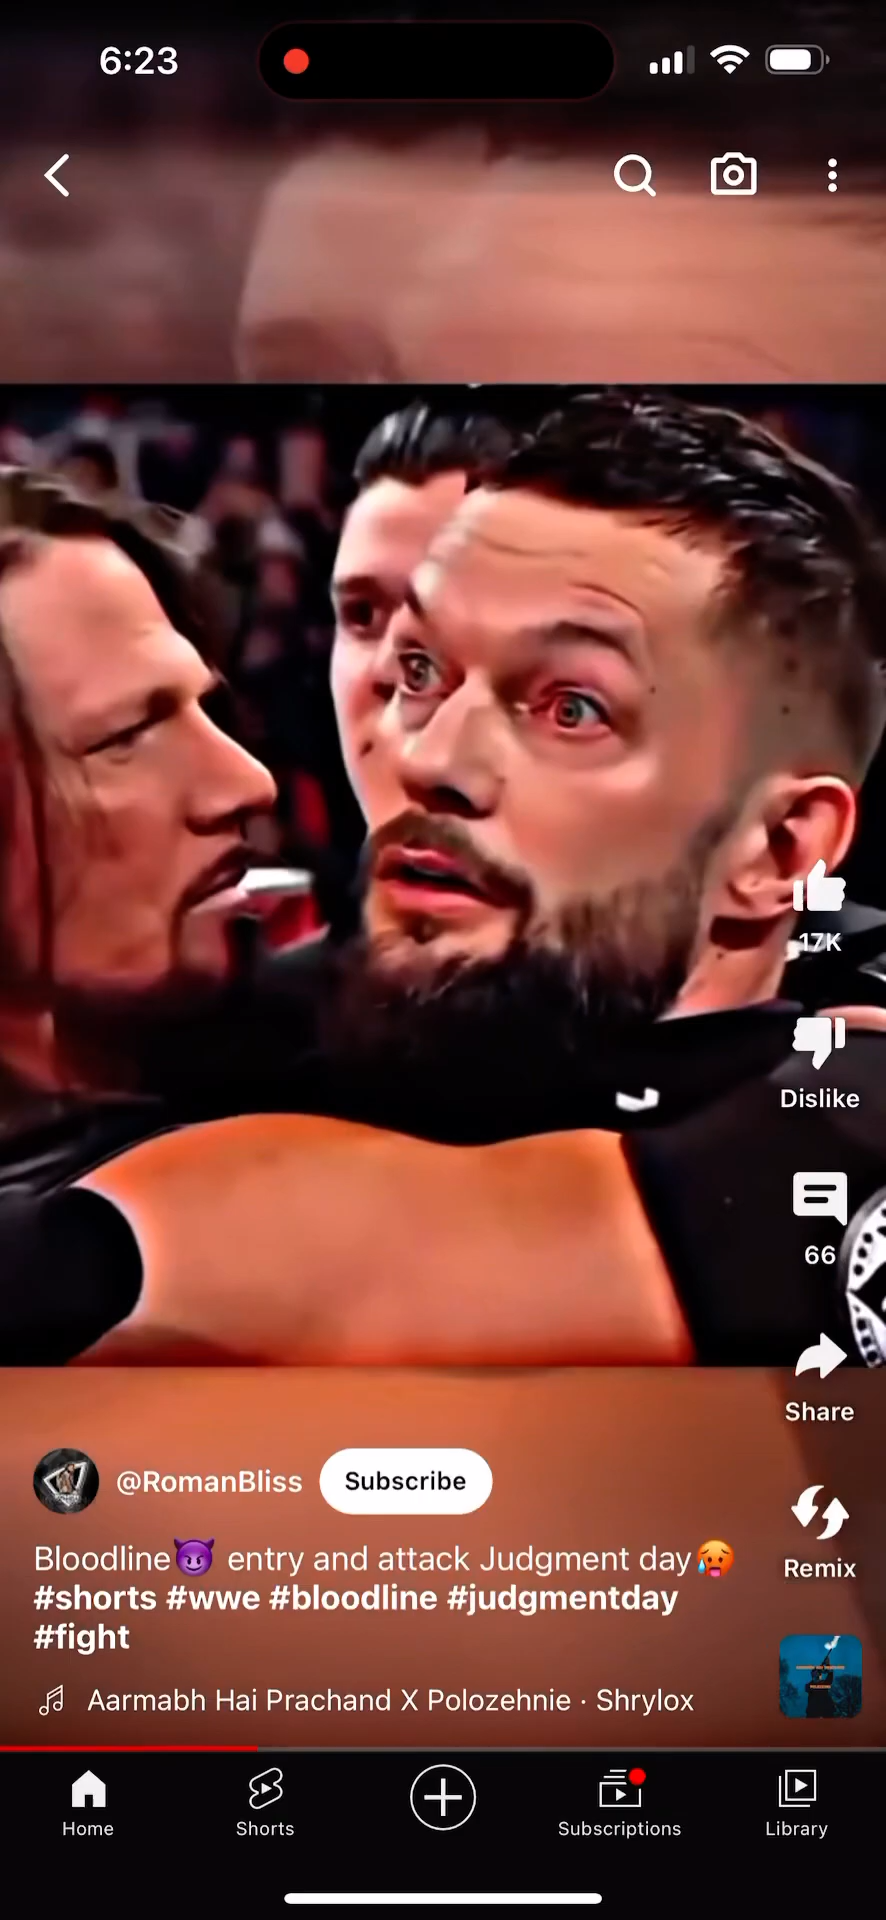 6:23
17K
Dislike
66
Share
@RomanBliss
Subscribe
Bloodline😈 entry and attack Judgment day🥵
#shorts #wwe #bloodline #judgmentday
#fight
Remix
Aarmabh Hai Prachand X Polozehnie · Shrylox
Home
Shorts
Subscriptions
Library